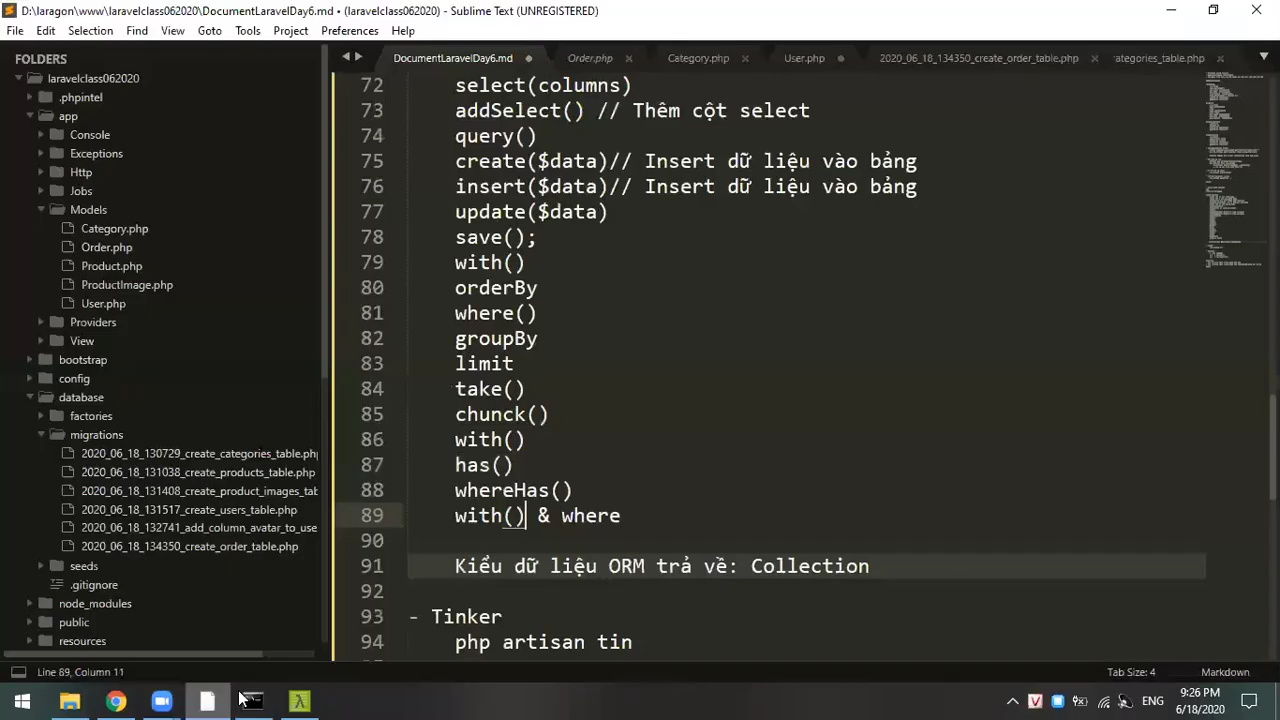 D:\laragon\www\laravelclass062020\DocumentLaravelDay6.md • (laravelclass062020) - Sublime Text (UNREGISTERED)
File Edit Selection Find View Goto Tools Project Preferences Help
FOLDERS
laravelclass062020
.phpintel
app
Console
Exceptions
Http
Jobs
Models
Category.php
Order.php
Product.php
ProductImage.php
User.php
Providers
View
bootstrap
config
database
factories
migrations
2020_06_18_130729_create_categories_table.php
2020_06_18_131038_create_products_table.php
2020_06_18_131408_create_product_images_tab
2020_06_18_131517_create_users_table.php
2020_06_18_132741_add_column_avatar_to_use
2020_06_18_134350_create_order_table.php
seeds
.gitignore
node_modules
public
resources
DocumentLaravelDay6.md Order.php Category.php User.php 2020_06_18_134350_create_order_table.php ategories_table.php
72 select(columns)
73 addSelect() // Thêm cột select
74 query()
75 create($data)// Insert dữ liệu vào bảng
76 insert($data)// Insert dữ liệu vào bảng
77 update($data)
78 save();
79 with()
80 orderBy
81 where()
82 groupBy
83 limit
84 take()
85 chunck()
86 with()
87 has()
88 whereHas()
89 with() & where
90
91 Kiểu dữ liệu ORM trả về: Collection
92
93 - Tinker
94 php artisan tin
Line 89, Column 11 Tab Size: 4 Markdown
ENG 9:26 PM
6/18/2020